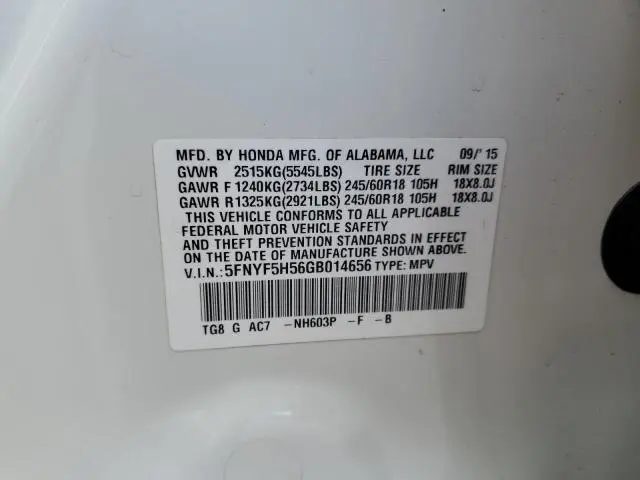 MFD. BY HONDA MFG. OF ALABAMA, LLC 09/'15
GVWR 2515KG(5545LBS) TIRE SIZE RIM SIZE
GAWR F 1240KG(2734LBS) 245/60R18 105H 18X8.0J
GAWR R1325KG(2921LBS) 245/60R18 105H 18X8.0J
THIS VEHICLE CONFORMS TO ALL APPLICABLE
FEDERAL MOTOR VEHICLE SAFETY
AND THEFT PREVENTION STANDARDS IN EFFECT
ON THE DATE OF MANUFACTURE SHOWN ABOVE.
V.I.N.: 5FNYF5H56GB014656 TYPE: MPV
TG8 G AC7 -NH603P -F -B